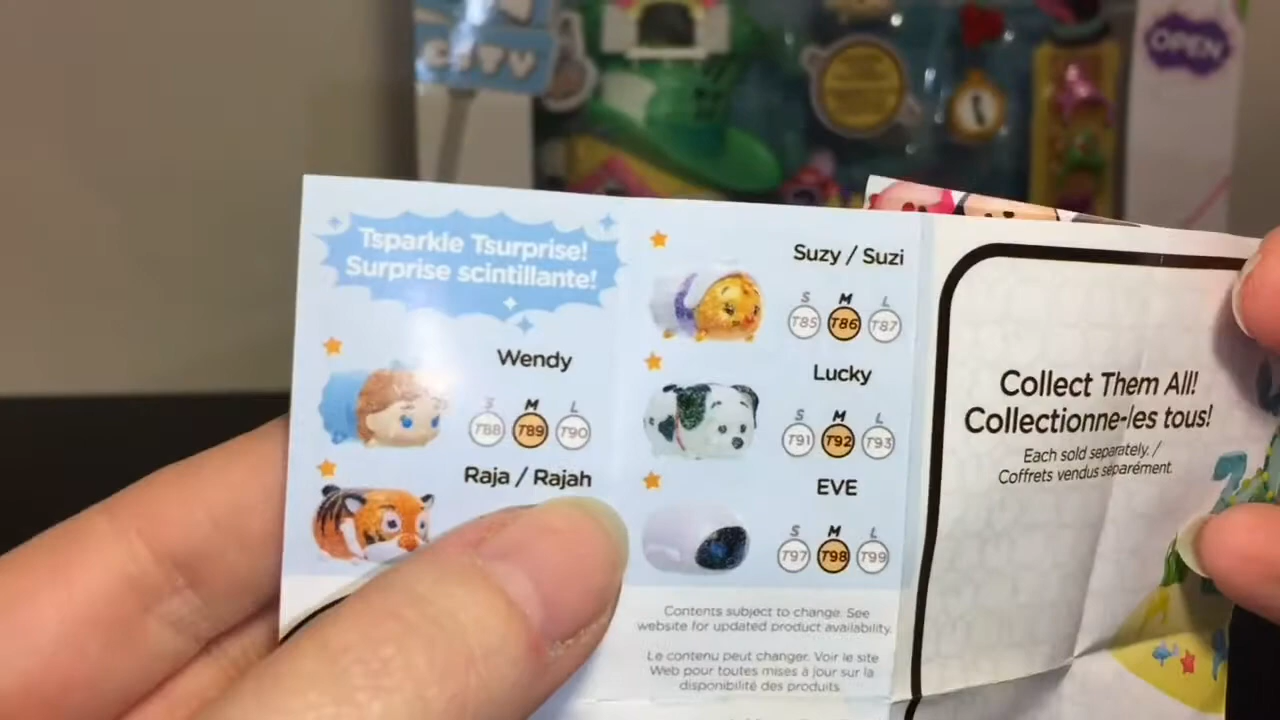 CITY
OPEN
Tsparkle Tsurprise!
Surprise scintillante!
Wendy
S M L
T88 T89 T90
Raja / Rajah
Suzy / Suzi
S M L
T85 T86 T87
Lucky
S M L
T91 T92 T93
EVE
S M L
T97 T98 T99
Contents subject to change. See
website for updated product availability.
Le contenu peut changer. Voir le site
Web pour toutes mises à jour sur la
disponibilité des produits.
Collect Them All!
Collectionne-les tous!
Each sold separately. /
Coffrets vendus séparément.